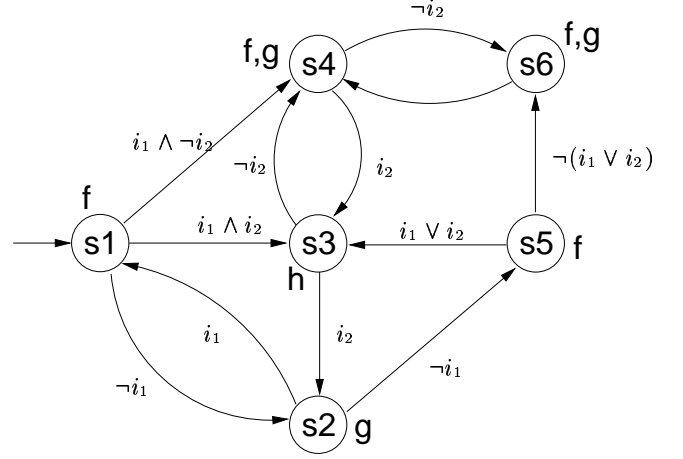 ¬i₂
f,g
s4
s6
f,g
i₁ ∧ ¬i₂
¬i₂
i₂
¬(i₁ ∨ i₂)
f
s1
i₁ ∧ i₂
s3
i₁ ∨ i₂
s5
f
h
i₁
i₂
¬i₁
¬i₁
s2
g